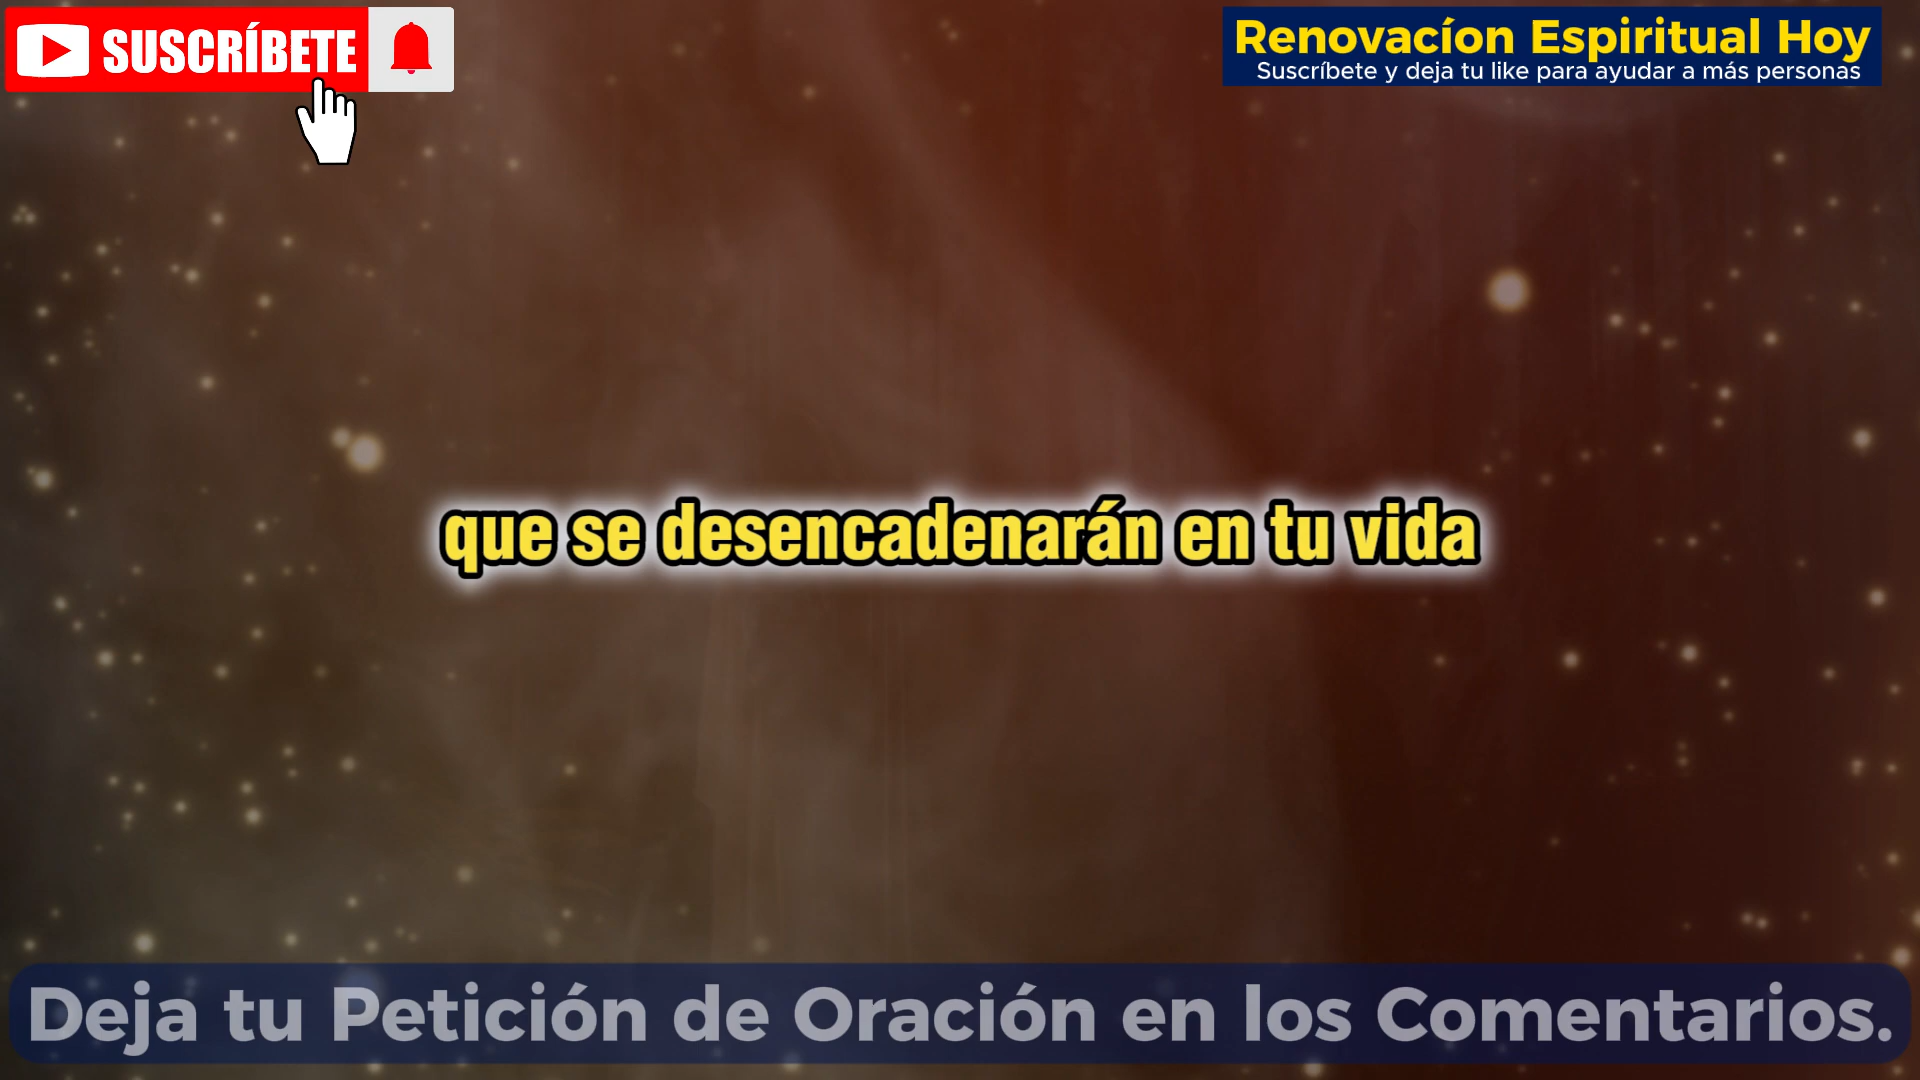 SUSCRÍBETE
Renovacíon Espiritual Hoy
Suscríbete y deja tu like para ayudar a más personas
que se desencadenarán en tu vida
Deja tu Petición de Oración en los Comentarios.